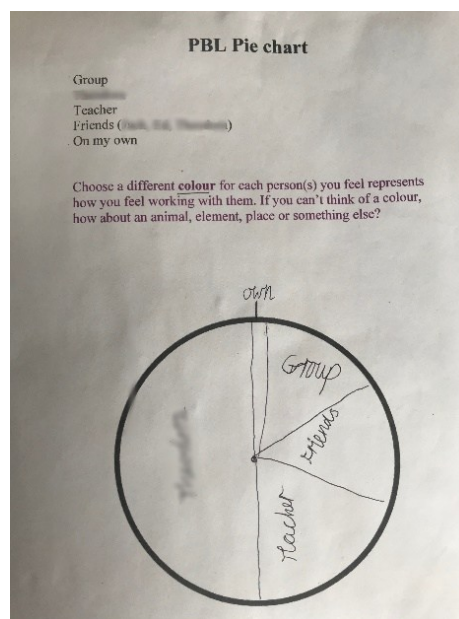 PBL Pie chart
Group
Teacher
Friends (
)
On my own
Choose a different colour for each person(s) you feel represents
how you feel working with them. If you can't think of a colour,
how about an animal, element, place or something else?
own
Group
Friends
Teacher